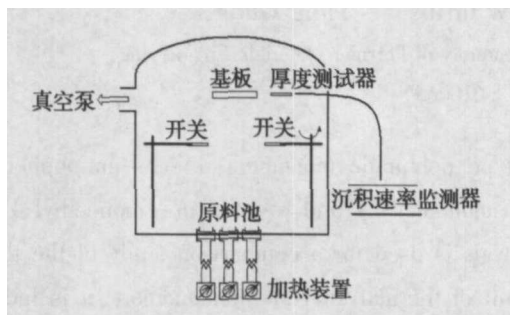 基板 厚度测试器
真空泵
开关 开关
沉积速率监测器
原料池
加热装置